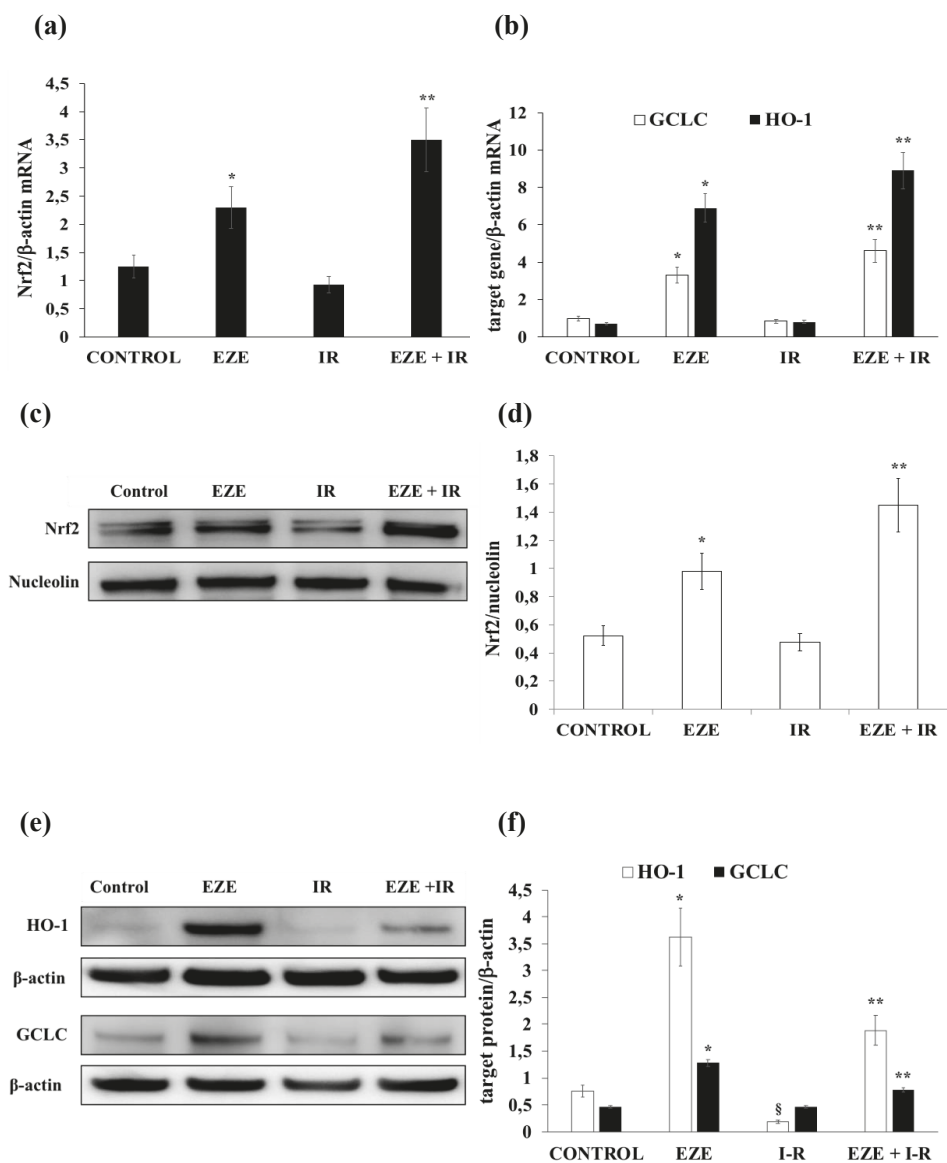 (a)
Nrf2/β-actin mRNA
4,5
4
3,5
3
2,5
2
1,5
1
0,5
0
*
**
CONTROL EZE IR EZE + IR
(b)
target gene/β-actin mRNA
GCLC HO-1
12
10
8
6
4
2
0
* * ** **
CONTROL EZE IR EZE + IR
(c)
Control EZE IR EZE + IR
Nrf2
Nucleolin
(d)
Nrf2/nucleolin
1,8
1,6
1,4
1,2
1
0,8
0,6
0,4
0,2
0
*
**
CONTROL EZE IR EZE + IR
(e)
Control EZE IR EZE +IR
HO-1
β-actin
GCLC
β-actin
(f)
target protein/β-actin
HO-1 GCLC
4,5
4
3,5
3
2,5
2
1,5
1
0,5
0
* * § ** **
CONTROL EZE I-R EZE + I-R